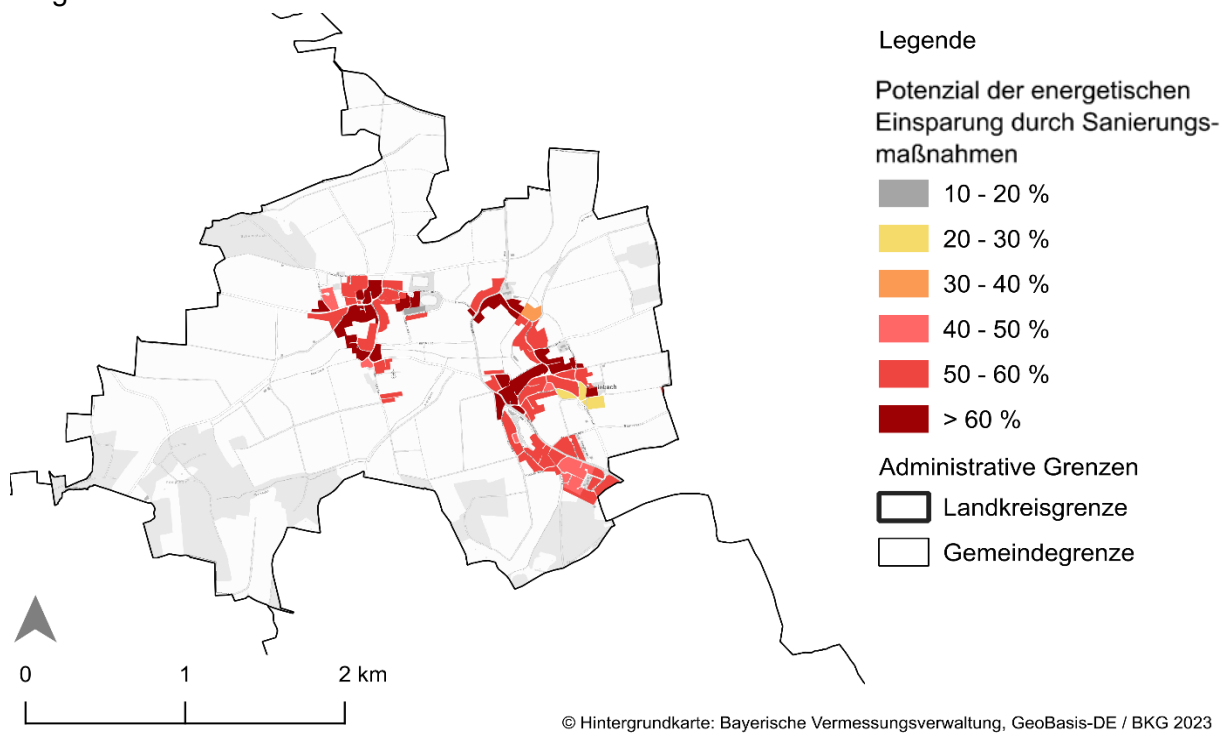 Legende
Potenzial der energetischen
Einsparung durch Sanierungs-
maßnahmen
10 - 20 %
20 - 30 %
30 - 40 %
40 - 50 %
50 - 60 %
> 60 %
Administrative Grenzen
Landkreisgrenze
Gemeindegrenze
0 1 2 km
© Hintergrundkarte: Bayerische Vermessungsverwaltung, GeoBasis-DE / BKG 2023